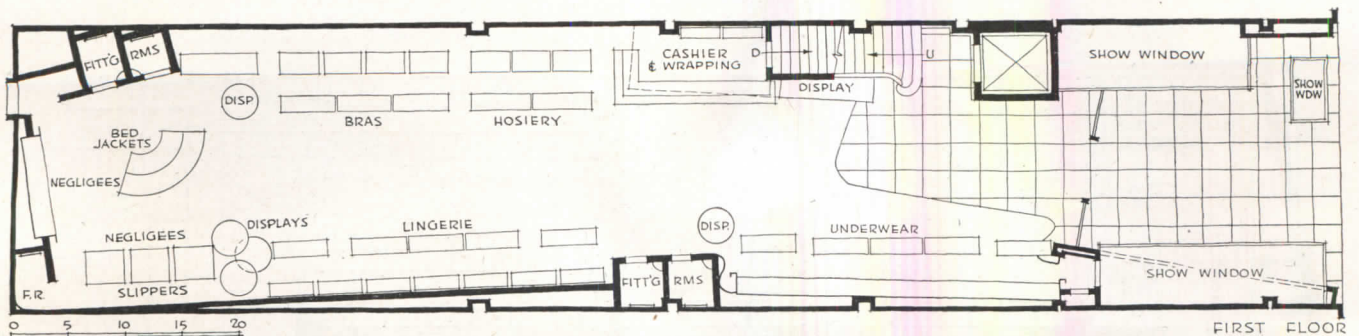 FITT'G RMS
DISP.
BED
JACKETS
NEGLIGEES
BRAS
HOSIERY
CASHIER
& WRAPPING
D
U
DISPLAY
SHOW WINDOW
SHOW
WDW
NEGLIGEES
SLIPPERS
F.R.
DISPLAYS
LINGERIE
FITT'G RMS
DISP.
UNDERWEAR
SHOW WINDOW
0 5 10 15 20
FIRST FLOOR